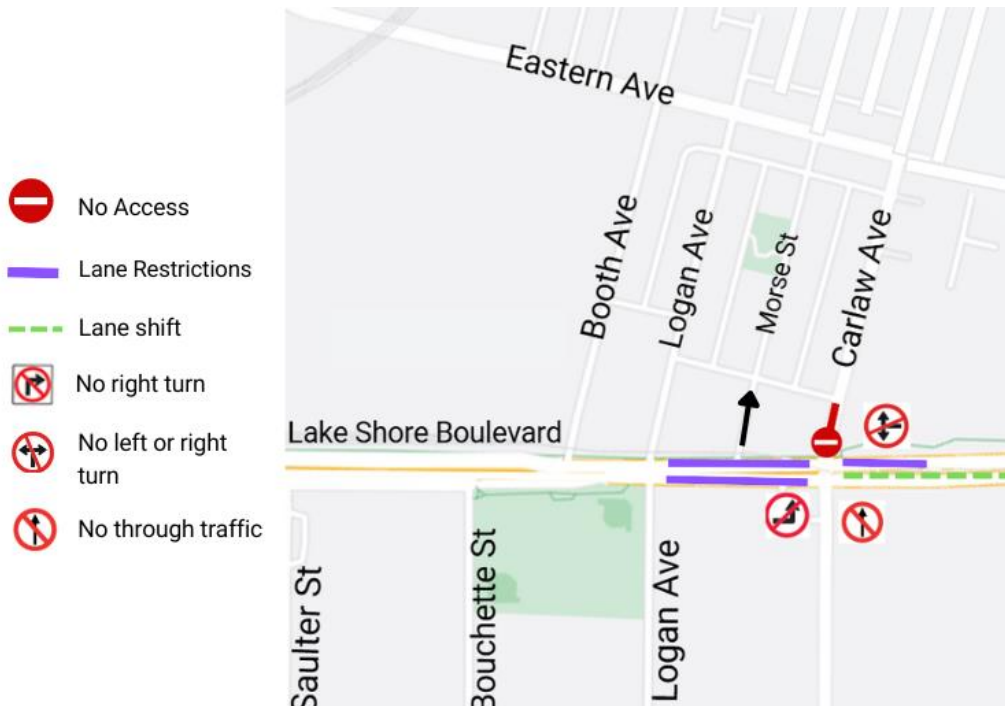 No Access
Lane Restrictions
Lane shift
No right turn
No left or right
turn
No through traffic
Eastern Ave
Booth Ave
Logan Ave
Morse St
Carlaw Ave
Lake Shore Boulevard
Saulter St
Bouchette St
Logan Ave